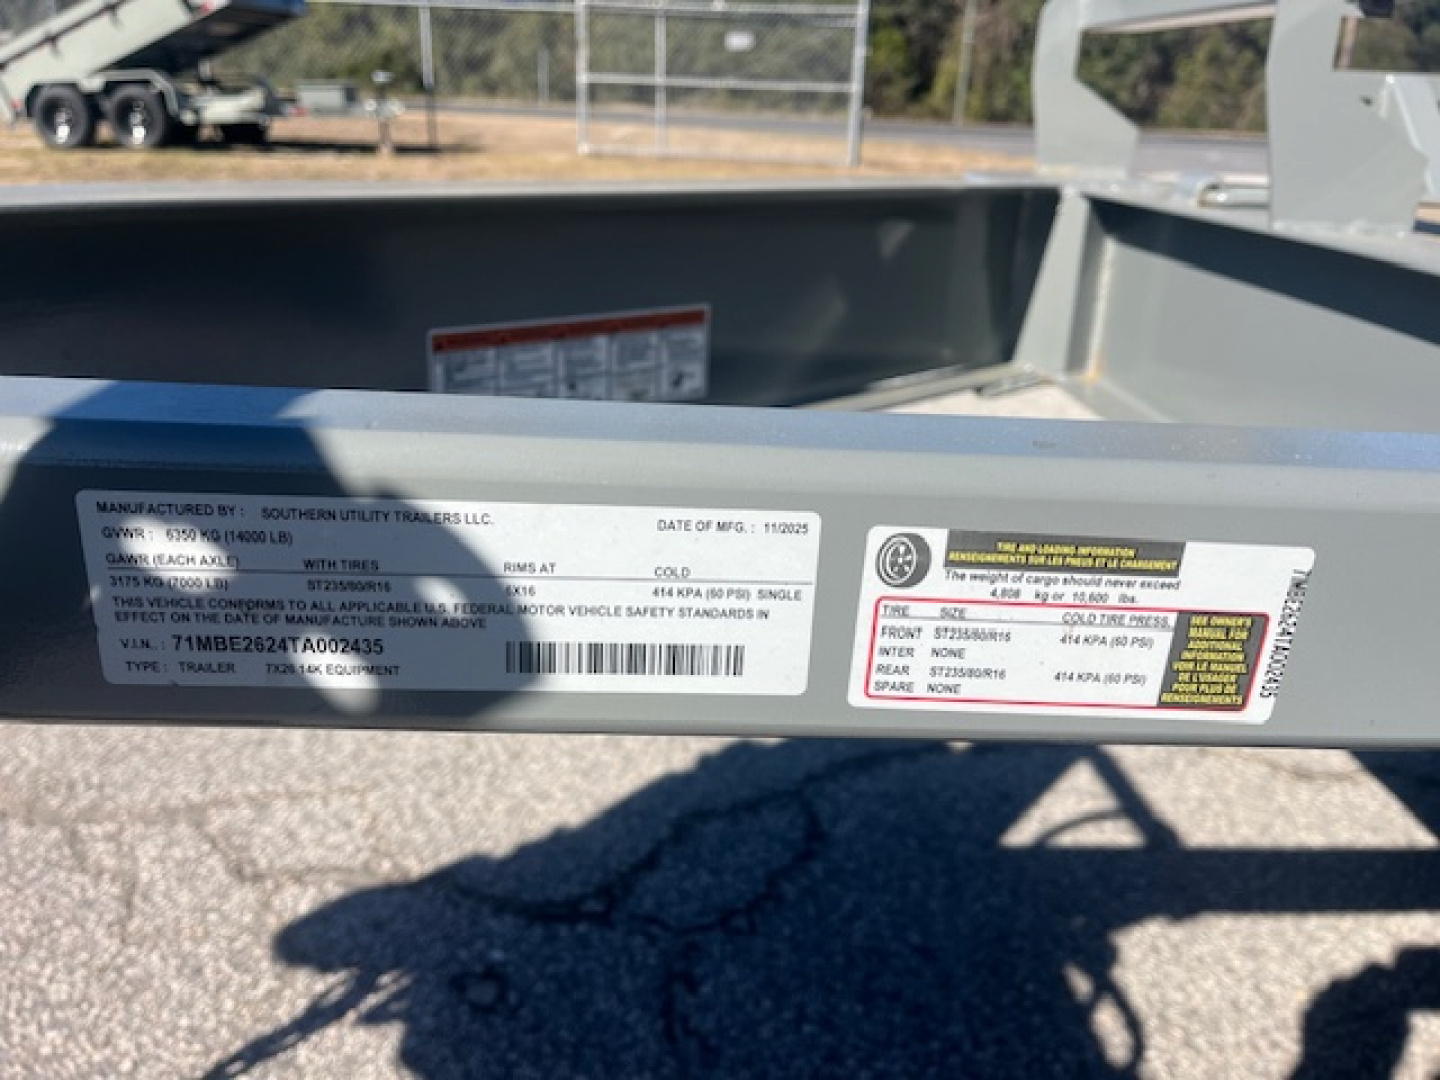 MANUFACTURED BY : SOUTHERN UTILITY TRAILERS LLC.
GVWR : 6350 KG (14000 LB) DATE OF MFG. : 11/2025
GAWR (EACH AXLE) WITH TIRES RIMS AT COLD
3175 KG (7000 LB) ST235/80/R16 6X16 414 KPA (60 PSI) SINGLE
THIS VEHICLE CONFORMS TO ALL APPLICABLE U.S. FEDERAL MOTOR VEHICLE SAFETY STANDARDS IN
EFFECT ON THE DATE OF MANUFACTURE SHOWN ABOVE
V.I.N.: 71MBE2624TA002435
TYPE : TRAILER 7X26 14K EQUIPMENT
TIRE AND LOADING INFORMATION
RENSEIGNEMENTS SUR LES PNEUS ET LE CHARGEMENT
The weight of cargo should never exceed
4,808 kg or 10,600 lbs.
TIRE SIZE COLD TIRE PRESS.
FRONT ST235/80/R16 414 KPA (60 PSI)
INTER NONE
REAR ST235/80/R16 414 KPA (60 PSI)
SPARE NONE
SEE OWNER'S
MANUAL FOR
ADDITIONAL
INFORMATION
VOIR LE MANUEL
DE L'USAGER
POUR PLUS DE
RENSEIGNEMENTS
71MBE2624TA002435